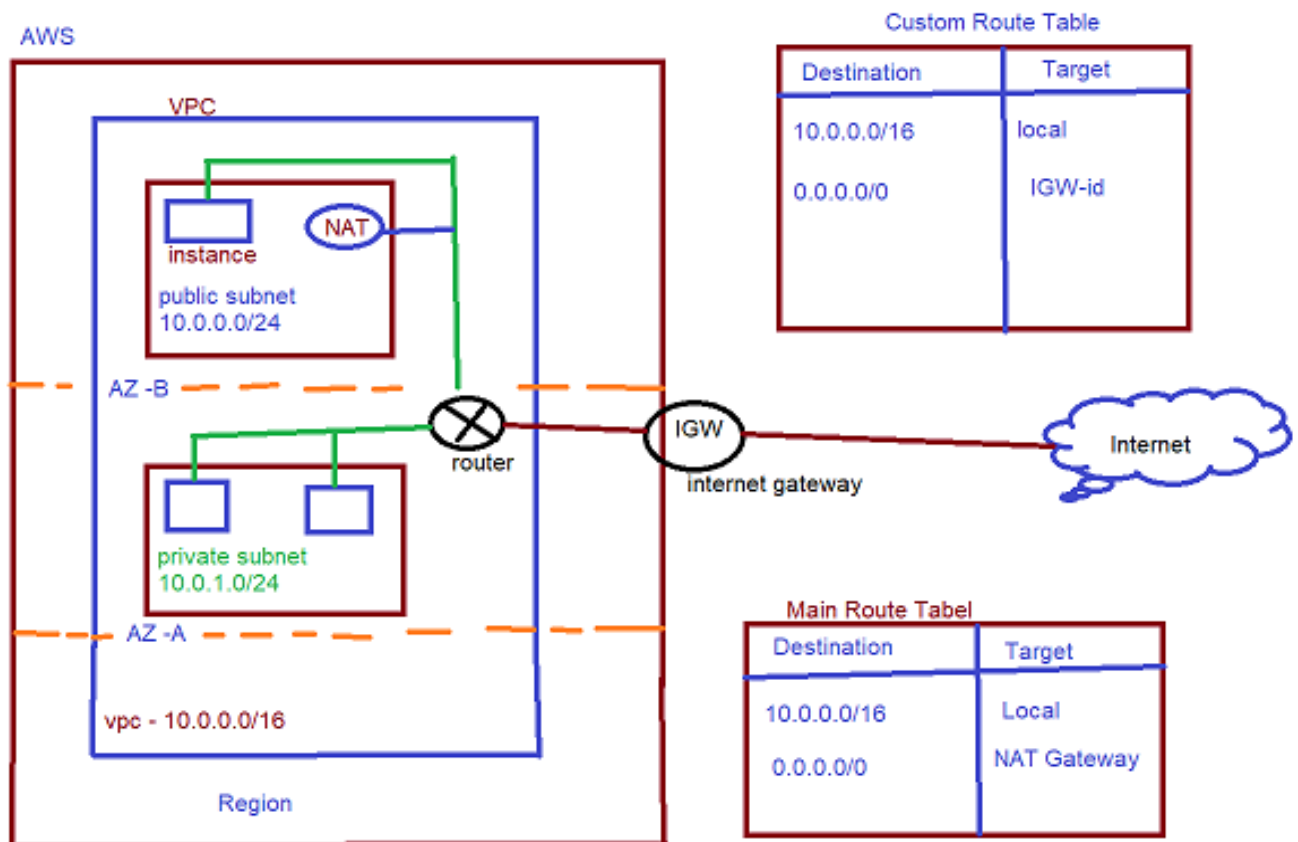 AWS
VPC
instance
NAT
public subnet
10.0.0.0/24
AZ -B
router
IGW
internet gateway
Internet
private subnet
10.0.1.0/24
AZ -A
vpc - 10.0.0.0/16
Region
Custom Route Table
Destination Target
10.0.0.0/16 local
0.0.0.0/0 IGW-id
Main Route Tabel
Destination Target
10.0.0.0/16 Local
0.0.0.0/0 NAT Gateway